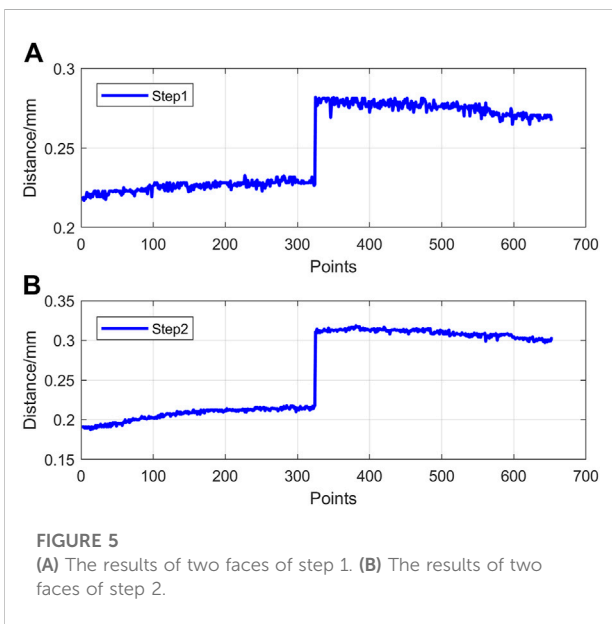 A
0.3
Step1
0.25
Distance/mm
0.2
0 100 200 300 400 500 600 700
Points
B
0.35
Step2
0.3
0.25
Distance/mm
0.2
0.15
0 100 200 300 400 500 600 700
Points
FIGURE 5
(A) The results of two faces of step 1. (B) The results of two
faces of step 2.